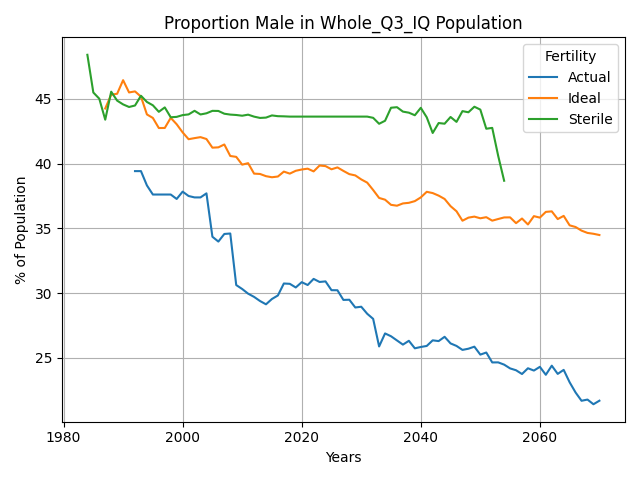 Proportion Male in Whole_Q3_IQ Population
Fertility
Actual
Ideal
Sterile
% of Population
45
40
35
30
25
1980
2000
2020
2040
2060
Years